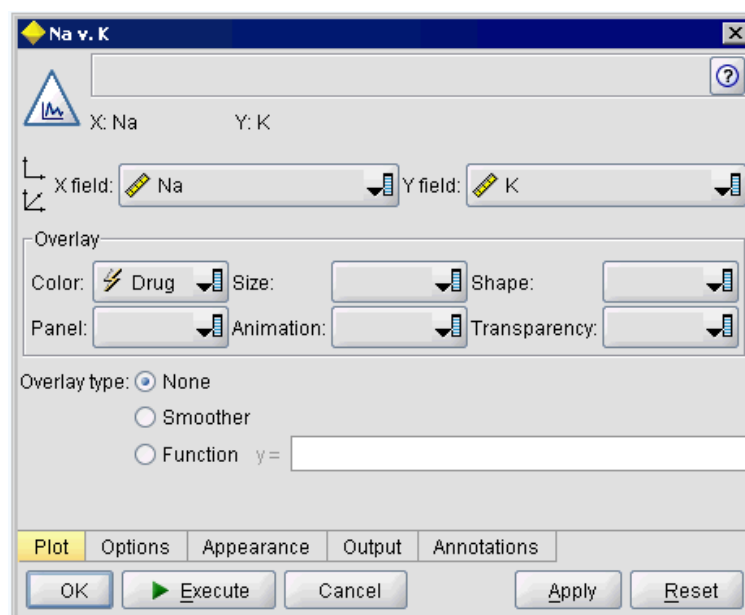 Na v. K
X: Na Y: K
X field: Na Y field: K
Overlay
Color: Drug Size: Shape:
Panel: Animation: Transparency:
Overlay type: None
Smoother
Function y =
Plot Options Appearance Output Annotations
OK Execute Cancel Apply Reset